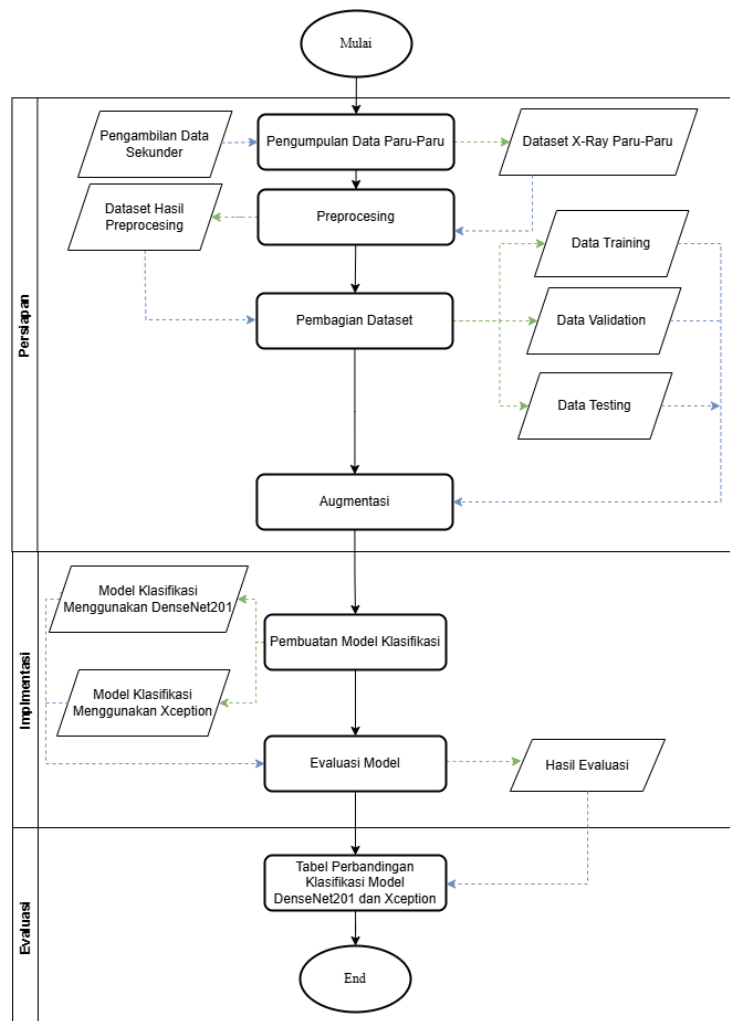 Mulai
Persiapan
Pengambilan Data
Sekunder
Pengumpulan Data Paru-Paru
Dataset X-Ray Paru-Paru
Dataset Hasil
Preprocesing
Preprocesing
Data Training
Pembagian Dataset
Data Validation
Data Testing
Augmentasi
Implmentasi
Model Klasifikasi
Menggunakan DenseNet201
Pembuatan Model Klasifikasi
Model Klasifikasi
Menggunakan Xception
Evaluasi Model
Hasil Evaluasi
Evaluasi
Tabel Perbandingan
Klasifikasi Model
DenseNet201 dan Xception
End